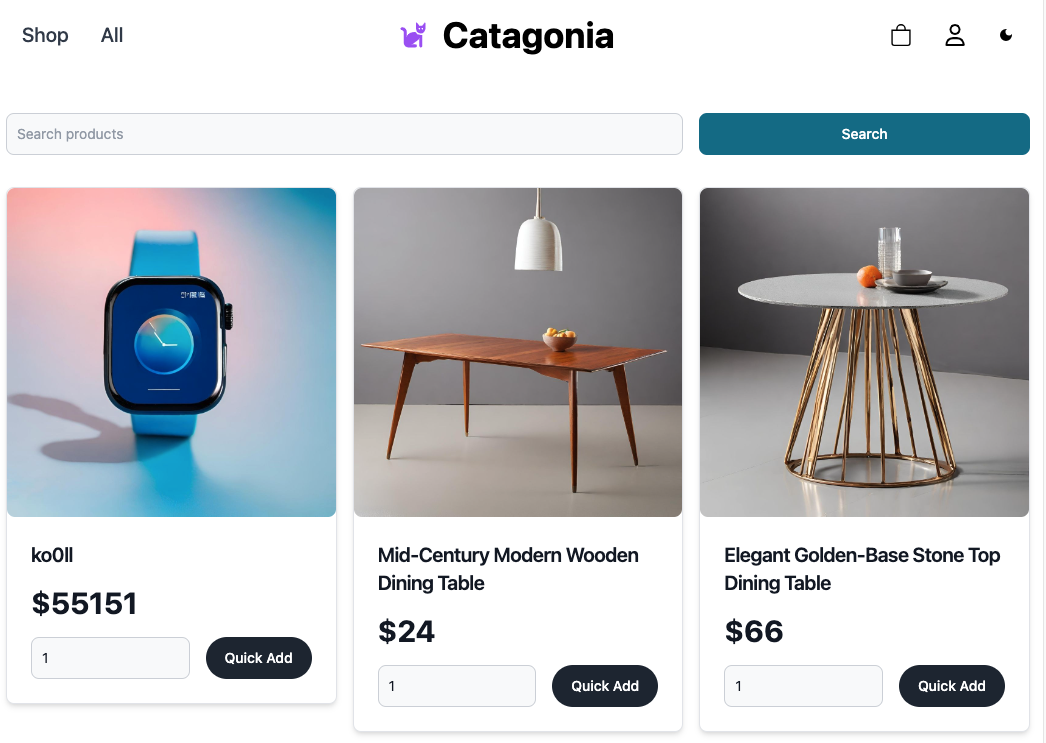 Shop All Catagonia
Search products Search
ko0ll
$55151
1 Quick Add
Mid-Century Modern Wooden
Dining Table
$24
1 Quick Add
Elegant Golden-Base Stone Top
Dining Table
$66
1 Quick Add